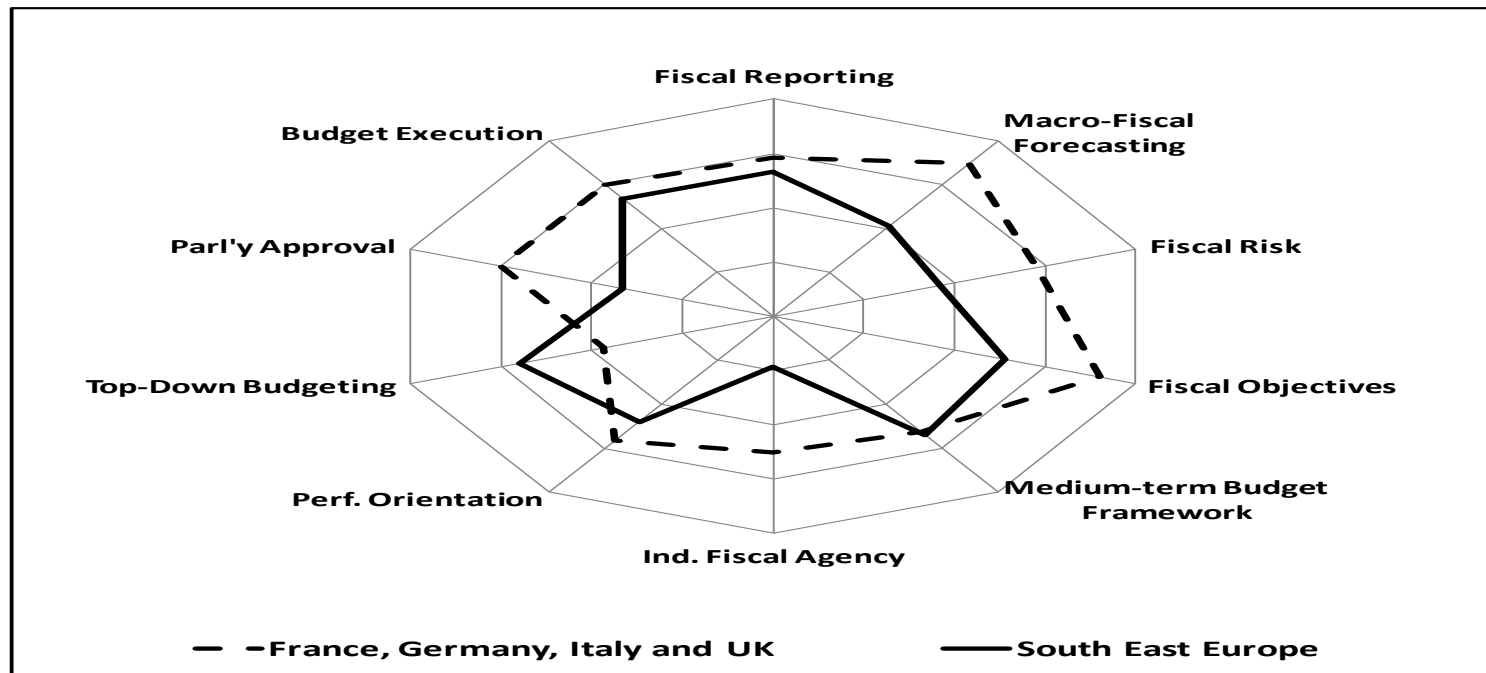 Fiscal Reporting
Macro-Fiscal
Forecasting
Budget Execution
Parl'y Approval
Fiscal Risk
Top-Down Budgeting
Fiscal Objectives
Perf. Orientation
Medium-term Budget
Framework
Ind. Fiscal Agency
France, Germany, Italy and UK
South East Europe